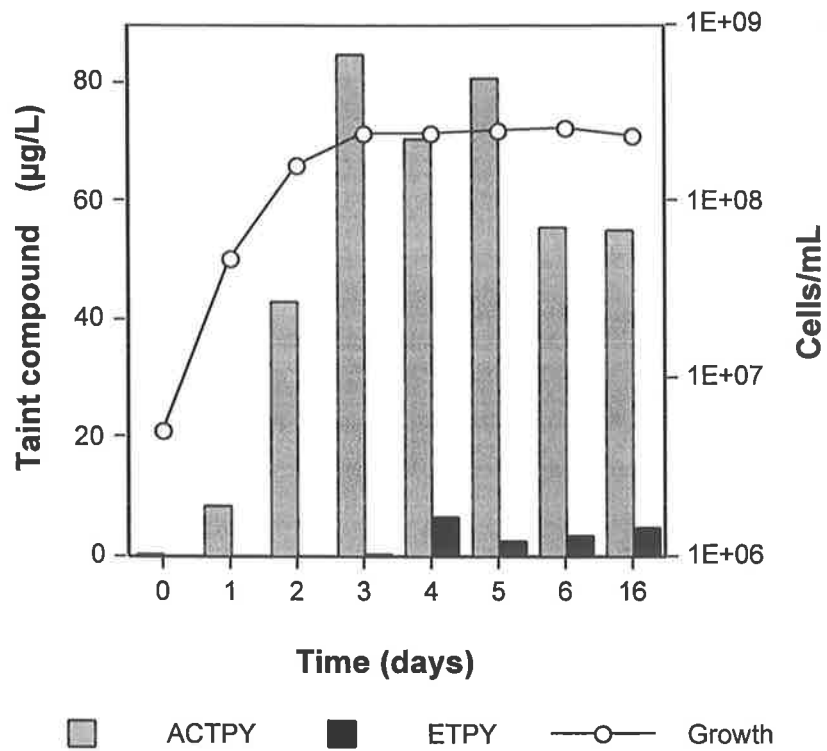 1E+09
80
60
1E+08
40
1E+07
20
0
1E+06
0 1 2 3 4 5 6 16
Taint compound (µg/L)
Cells/mL
Time (days)
ACTPY ETPY Growth